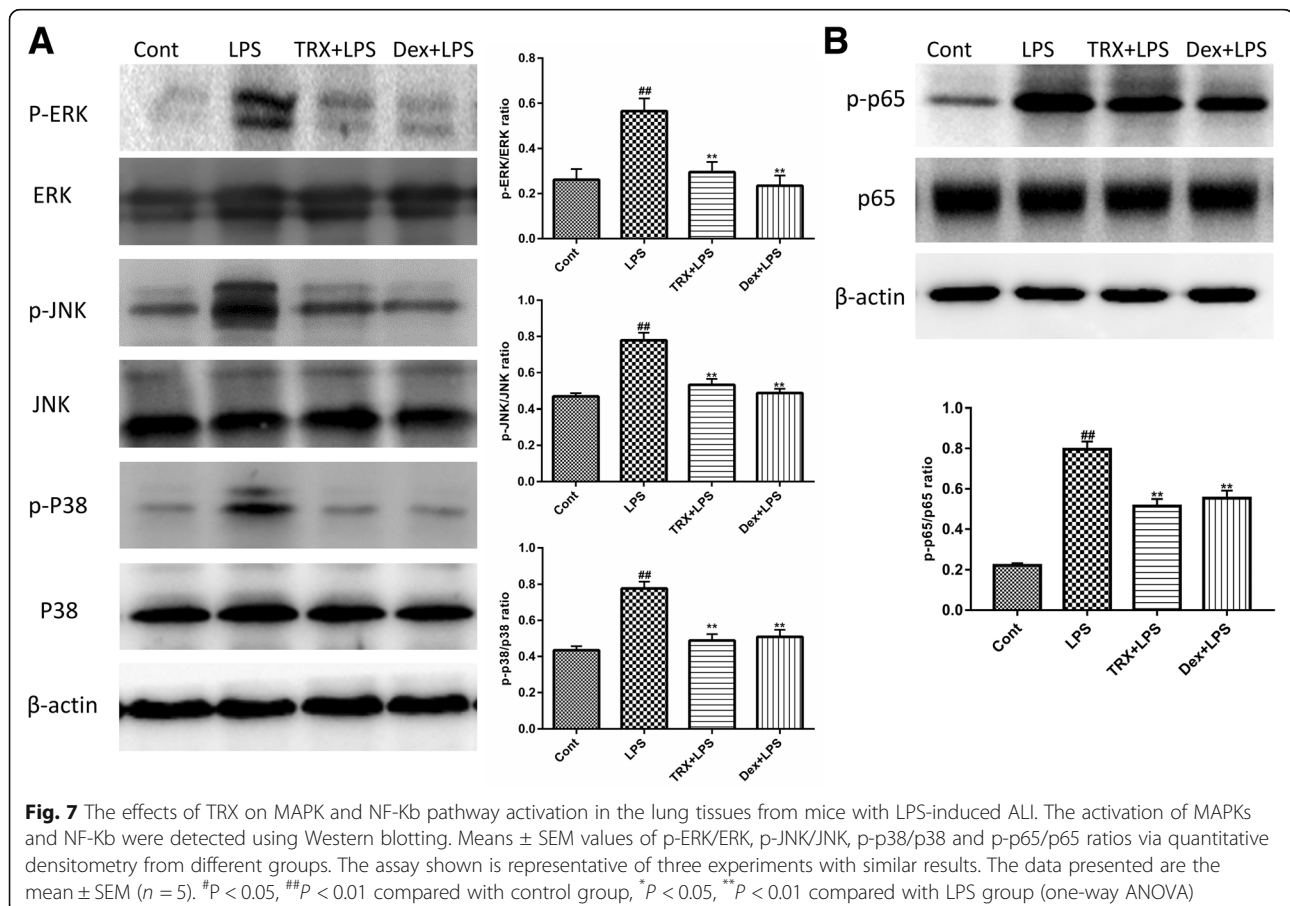 A
B
Cont LPS TRX+LPS Dex+LPS
P-ERK
ERK
p-JNK
JNK
p-P38
P38
β-actin
p-ERK/ERK ratio
0.8
0.6
0.4
0.2
0.0
##
**
**
Cont
LPS
TRX+LPS
Dex+LPS
p-JNK/JNK ratio
1.0
0.8
0.6
0.4
0.2
0.0
##
**
**
Cont
LPS
TRX+LPS
Dex+LPS
p-p38/p38 ratio
1.0
0.8
0.6
0.4
0.2
0.0
##
**
**
Cont
LPS
TRX+LPS
Dex+LPS
Cont LPS TRX+LPS Dex+LPS
p-p65
p65
β-actin
p-p65/p65 ratio
1.0
0.8
0.6
0.4
0.2
0.0
##
**
**
Cont
LPS
TRX+LPS
Dex+LPS
Fig. 7 The effects of TRX on MAPK and NF-Kb pathway activation in the lung tissues from mice with LPS-induced ALI. The activation of MAPKs
and NF-Kb were detected using Western blotting. Means ± SEM values of p-ERK/ERK, p-JNK/JNK, p-p38/p38 and p-p65/p65 ratios via quantitative
densitometry from different groups. The assay shown is representative of three experiments with similar results. The data presented are the
mean ± SEM (n = 5). #P < 0.05, ##P < 0.01 compared with control group, *P < 0.05, **P < 0.01 compared with LPS group (one-way ANOVA)